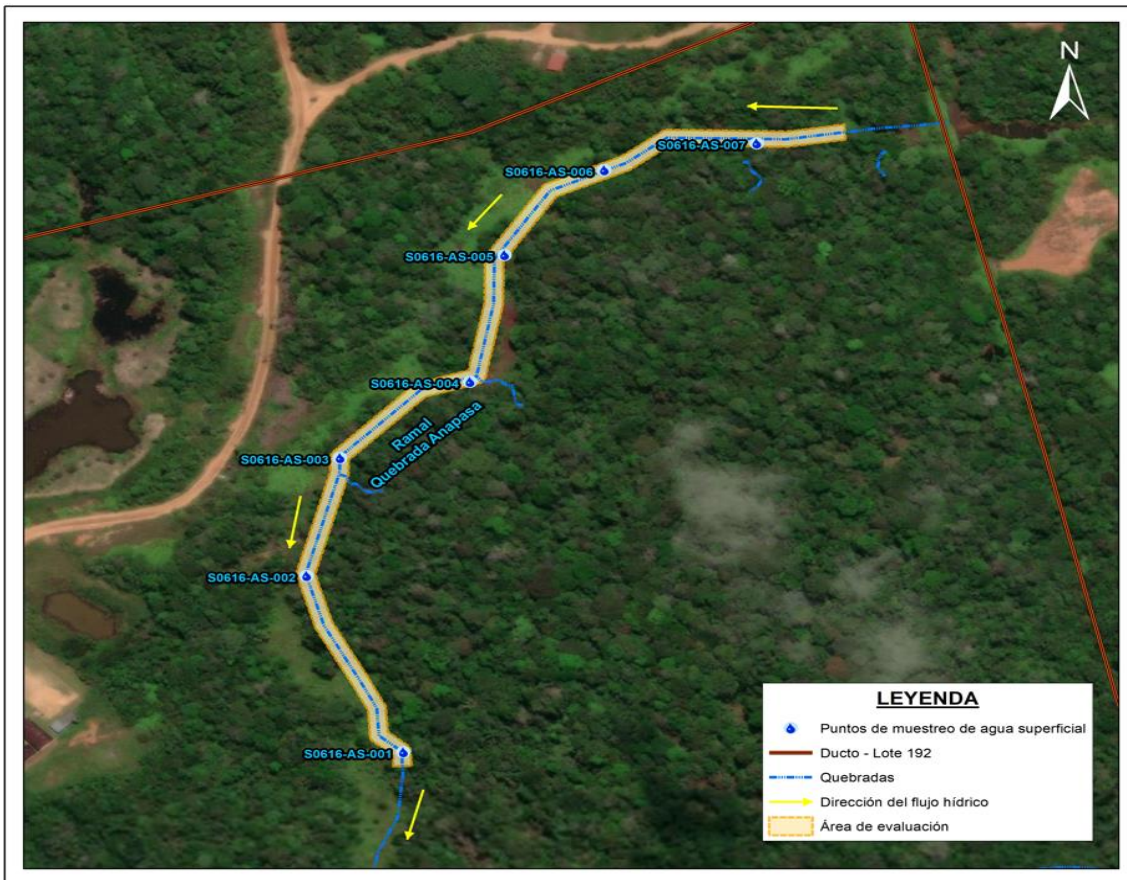 N
S0616-AS-007
S0616-AS-006
S0616-AS-005
S0616-AS-004
Ramal
Quebrada Anapasa
S0616-AS-003
S0616-AS-002
S0616-AS-001
LEYENDA
Puntos de muestreo de agua superficial
Ducto - Lote 192
Quebradas
Dirección del flujo hídrico
Área de evaluación